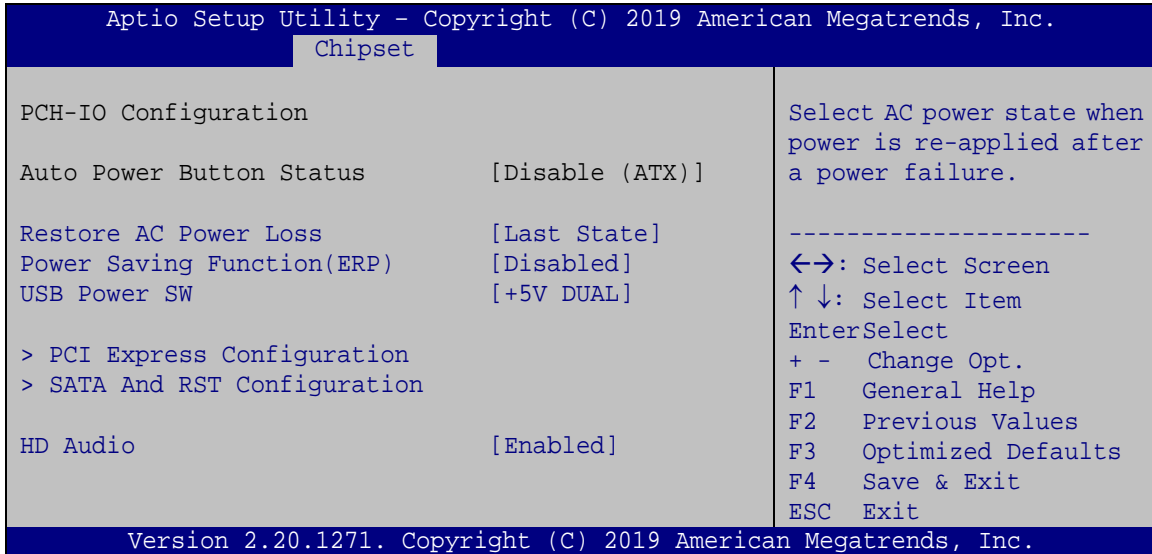 Aptio Setup Utility – Copyright (C) 2019 American Megatrends, Inc.
Chipset
PCH-IO Configuration
Auto Power Button Status [Disable (ATX)]
Restore AC Power Loss [Last State]
Power Saving Function(ERP) [Disabled]
USB Power SW [+5V DUAL]
> PCI Express Configuration
> SATA And RST Configuration
HD Audio [Enabled]
Select AC power state when
power is re-applied after
a power failure.
---------------------
←→: Select Screen
↑ ↓: Select Item
EnterSelect
+ - Change Opt.
F1 General Help
F2 Previous Values
F3 Optimized Defaults
F4 Save & Exit
ESC Exit
Version 2.20.1271. Copyright (C) 2019 American Megatrends, Inc.